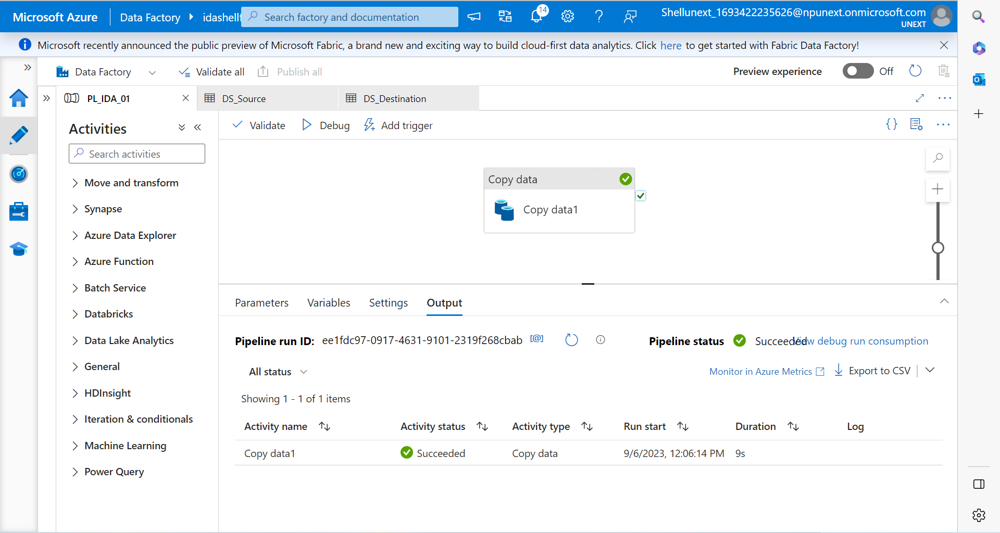 Microsoft Azure
Data Factory
idashellf
Search factory and documentation
14
Shellunext_1693422235626@npunext.onmicrosoft.com
UNEXT
Microsoft recently announced the public preview of Microsoft Fabric, a brand new and exciting way to build cloud-first data analytics. Click here to get started with Fabric Data Factory!
Data Factory
Validate all
Publish all
Preview experience
Off
PL_IDA_01
DS_Source
DS_Destination
Activities
Search activities
Move and transform
Synapse
Azure Data Explorer
Azure Function
Batch Service
Databricks
Data Lake Analytics
General
HDInsight
Iteration & conditionals
Machine Learning
Power Query
Validate
Debug
Add trigger
Copy data
Copy data1
Parameters
Variables
Settings
Output
Pipeline run ID: ee1fdc97-0917-4631-9101-2319f268cbab
Pipeline status
Succeeded
View debug run consumption
All status
Monitor in Azure Metrics
Export to CSV
Showing 1 - 1 of 1 items
Activity name Activity status Activity type Run start Duration Log
Copy data1 Succeeded Copy data 9/6/2023, 12:06:14 PM 9s